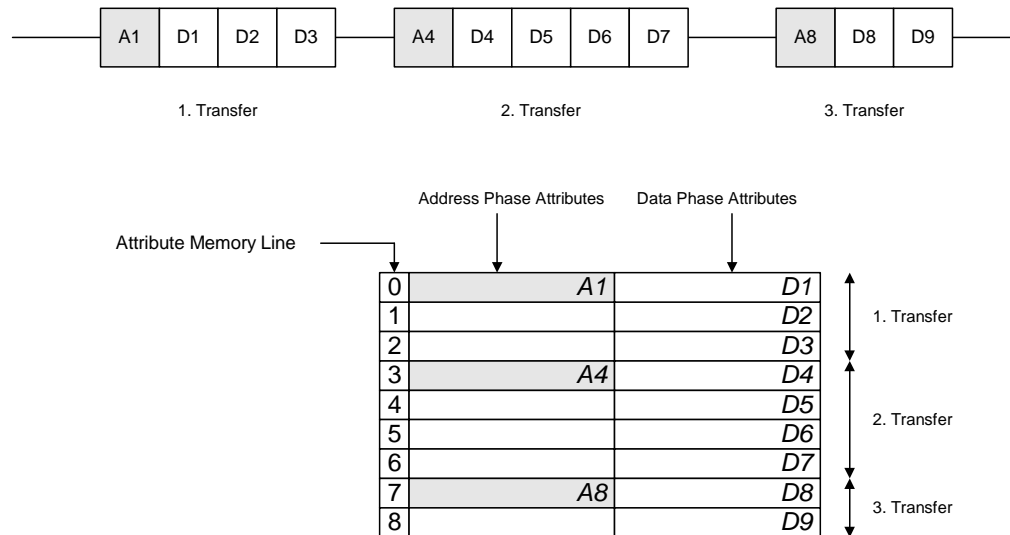 A1 D1 D2 D3 A4 D4 D5 D6 D7 A8 D8 D9
1. Transfer 2. Transfer 3. Transfer
Address Phase Attributes Data Phase Attributes
Attribute Memory Line
0 A1 D1
1 D2 1. Transfer
2 D3
3 A4 D4
4 D5
5 D6 2. Transfer
6 D7
7 A8 D8
8 D9 3. Transfer